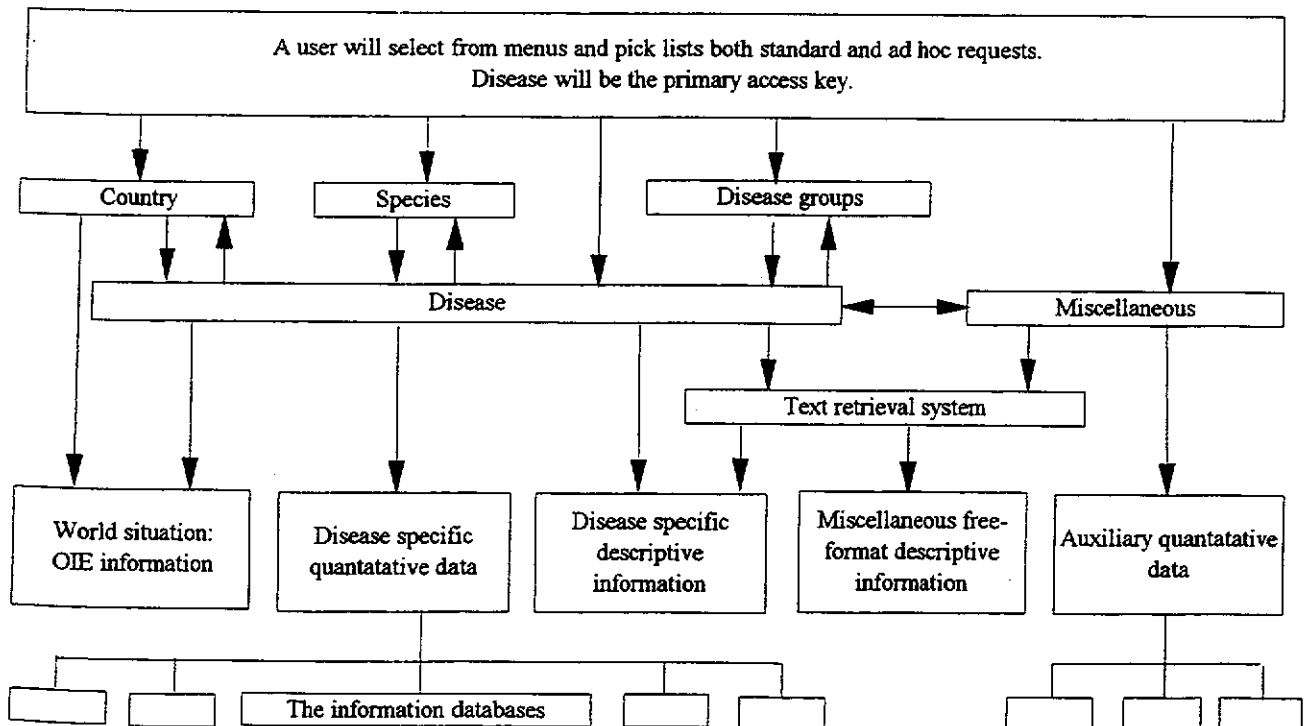 A user will select from menus and pick lists both standard and ad hoc requests.
Disease will be the primary access key.
Country
Species
Disease groups
Disease
Miscellaneous
Text retrieval system
World situation:
OIE information
Disease specific
quantatative data
Disease specific
descriptive
information
Miscellaneous free-
format descriptive
information
Auxiliary quantatative
data
The information databases